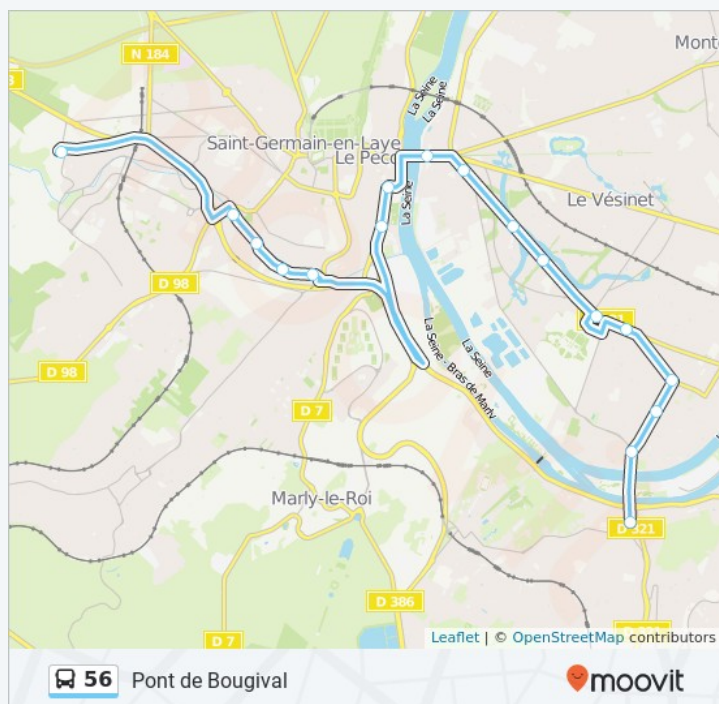 Mont
N 184
3
La Seine
La Seine
Saint-Germain-en-Laye
Le Pecq
La Seine
Le Vésinet
D 98
La Seine
La Seine - Bras de Marly
D 98
D 7
Marly-le-Roi
D 321
D 386
D 7
Leaflet | © OpenStreetMap contributors
56 Pont de Bougival
moovit